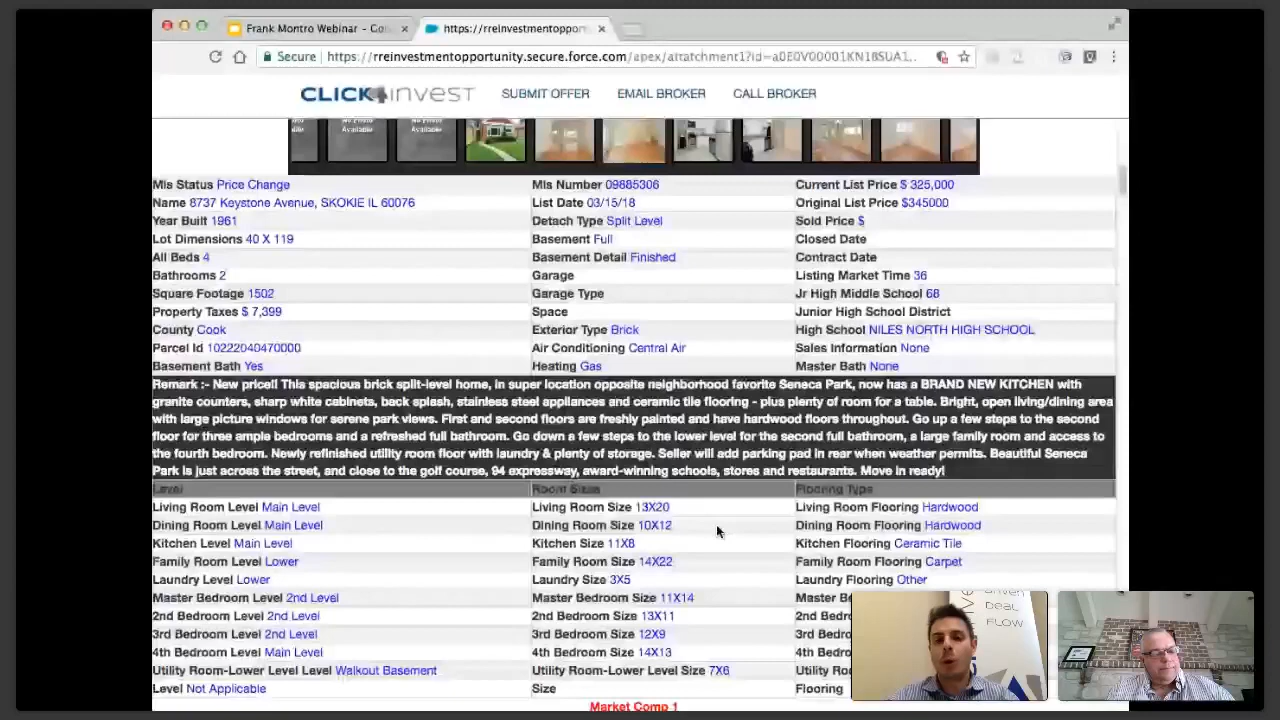 Frank Montro Webinar - Co
https://rreinvestmentopport
Secure https://rreinvestmentopportunity.secure.force.com/apex/attatchment1?id=a0E0V00001KN18SUA1...
CLICK invest SUBMIT OFFER EMAIL BROKER CALL BROKER
Available Available
Mls Status Price Change Mls Number 09885306 Current List Price $ 325,000
Name 8737 Keystone Avenue, SKOKIE IL 60076 List Date 03/15/18 Original List Price $345000
Year Built 1961 Detach Type Split Level Sold Price $
Lot Dimensions 40 X 119 Basement Full Closed Date
All Beds 4 Basement Detail Finished Contract Date
Bathrooms 2 Garage Listing Market Time 36
Square Footage 1502 Garage Type Jr High Middle School 68
Property Taxes $ 7,399 Space Junior High School District
County Cook Exterior Type Brick High School NILES NORTH HIGH SCHOOL
Parcel Id 10222040470000 Air Conditioning Central Air Sales Information None
Basement Bath Yes Heating Gas Master Bath None
Remark :- New price!! This spacious brick split-level home, in super location opposite neighborhood favorite Seneca Park, now has a BRAND NEW KITCHEN with
granite counters, sharp white cabinets, back splash, stainless steel appliances and ceramic tile flooring - plus plenty of room for a table. Bright, open living/dining area
with large picture windows for serene park views. First and second floors are freshly painted and have hardwood floors throughout. Go up a few steps to the second
floor for three ample bedrooms and a refreshed full bathroom. Go down a few steps to the lower level for the second full bathroom, a large family room and access to
the fourth bedroom. Newly refinished utility room floor with laundry & plenty of storage. Seller will add parking pad in rear when weather permits. Beautiful Seneca
Park is just across the street, and close to the golf course, 94 expressway, award-winning schools, stores and restaurants. Move in ready!
Level Room Sizes Flooring Type
Living Room Level Main Level Living Room Size 13X20 Living Room Flooring Hardwood
Dining Room Level Main Level Dining Room Size 10X12 Dining Room Flooring Hardwood
Kitchen Level Main Level Kitchen Size 11X8 Kitchen Flooring Ceramic Tile
Family Room Level Lower Family Room Size 14X22 Family Room Flooring Carpet
Laundry Level Lower Laundry Size 3X5 Laundry Flooring Other
Master Bedroom Level 2nd Level Master Bedroom Size 11X14 Master B
2nd Bedroom Level 2nd Level 2nd Bedroom Size 13X11 2nd Bedro
3rd Bedroom Level 2nd Level 3rd Bedroom Size 12X9 3rd Bedro
4th Bedroom Level Main Level 4th Bedroom Size 14X13 4th Bedro
Utility Room-Lower Level Level Walkout Basement Utility Room-Lower Level Size 7X6 Utility Ro
Level Not Applicable Size Flooring
Market Comp 1
DEAL
FLOW